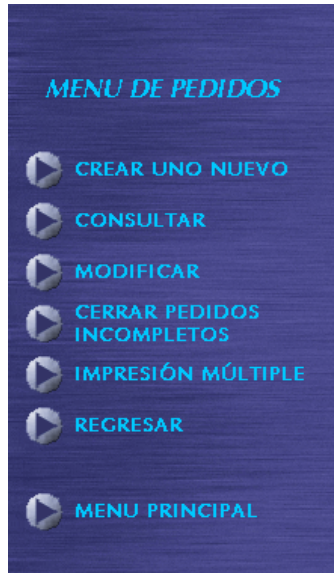 MENU DE PEDIDOS
CREAR UNO NUEVO
CONSULTAR
MODIFICAR
CERRAR PEDIDOS
INCOMPLETOS
IMPRESIÓN MÚLTIPLE
REGRESAR
MENU PRINCIPAL